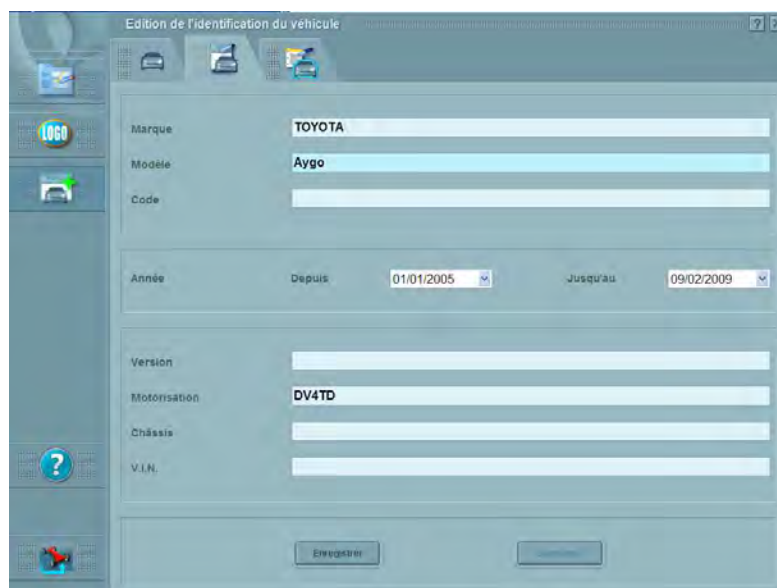 Edition de l'identification du véhicule
?
LOGO
Marque TOYOTA
Modèle Aygo
Code
Année Depuis 01/01/2005 Jusqu'au 09/02/2009
Version
Motorisation DV4TD
Châssis
V.I.N.
?
Enregistrer